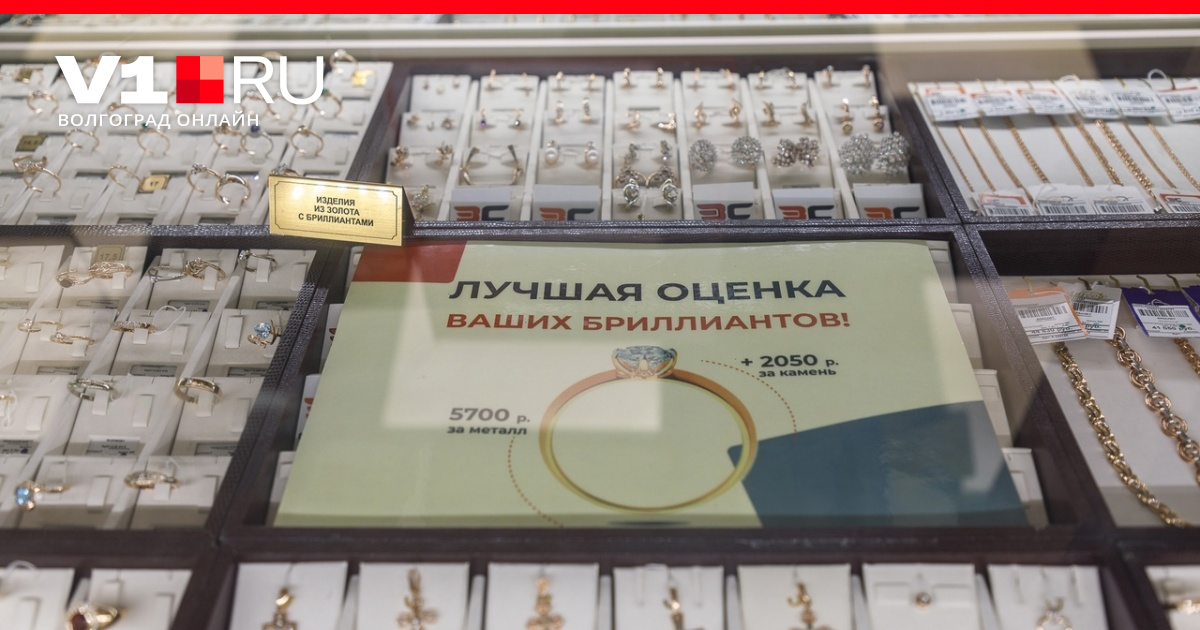 V1 RU
ВОЛГОГРАД ОНЛАЙН
ИЗДЕЛИЯ
ИЗ ЗОЛОТА
С БРИЛЛИАНТАМИ
ЛУЧШАЯ ОЦЕНКА
ВАШИХ БРИЛЛИАНТОВ!
+ 2050 р.
за камень
5700 р.
за металл